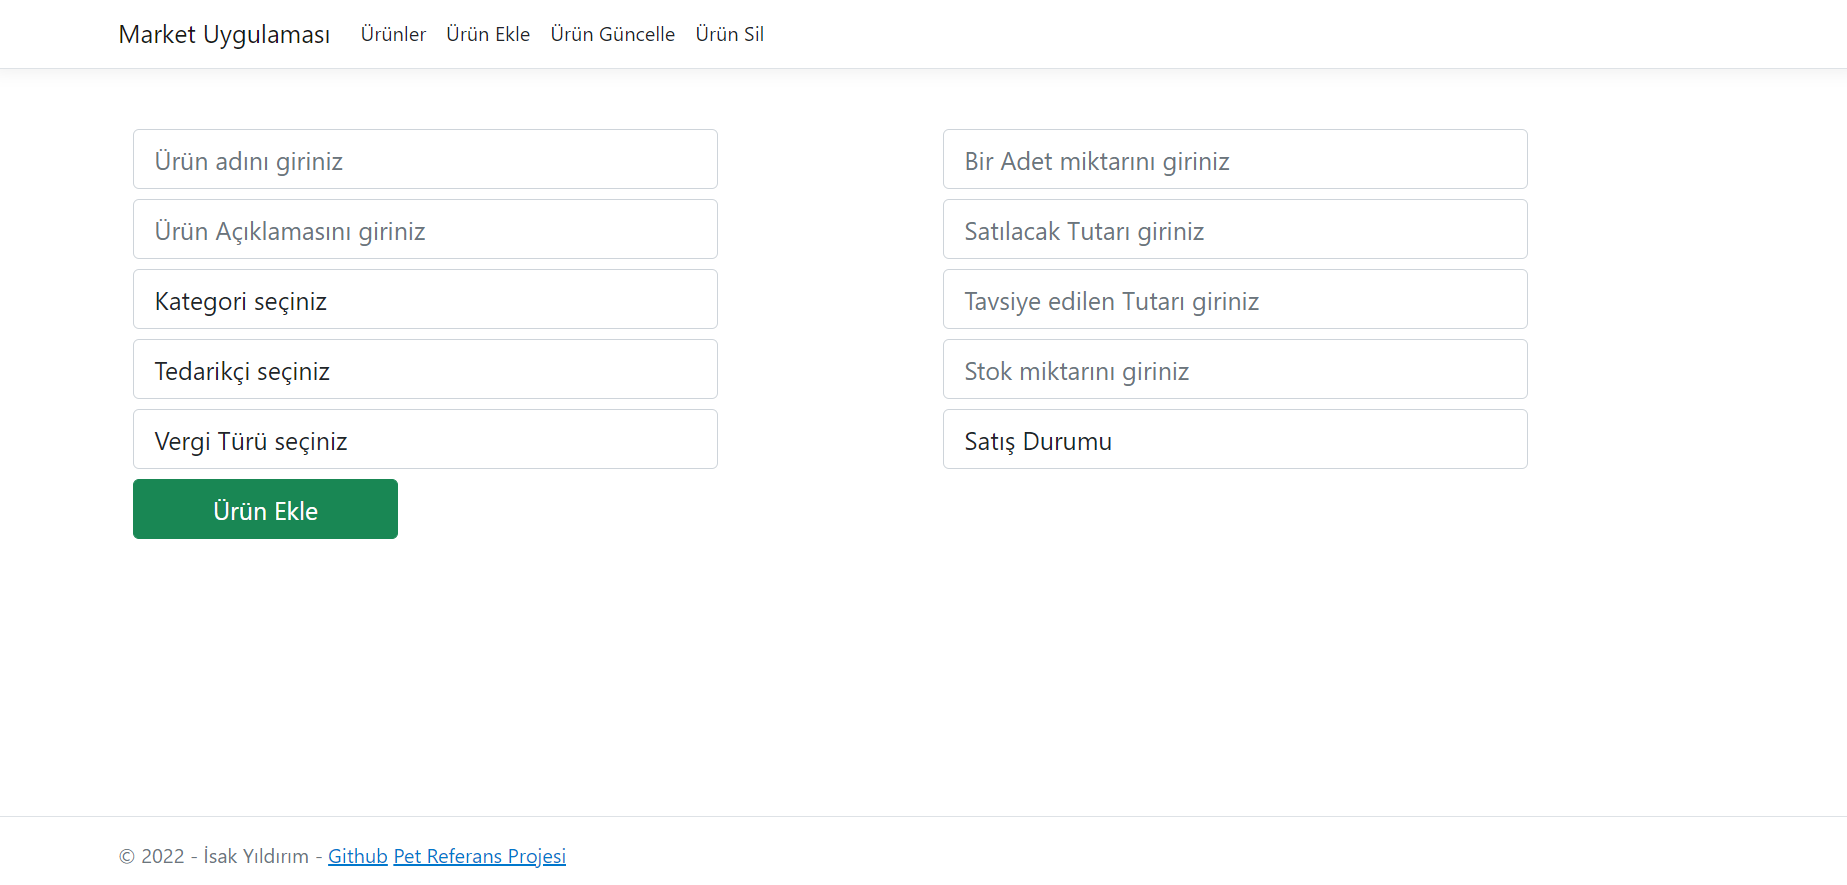 Market Uygulaması Ürünler Ürün Ekle Ürün Güncelle Ürün Sil
Ürün adını giriniz
Ürün Açıklamasını giriniz
Kategori seçiniz
Tedarikçi seçiniz
Vergi Türü seçiniz
Ürün Ekle
Bir Adet miktarını giriniz
Satılacak Tutarı giriniz
Tavsiye edilen Tutarı giriniz
Stok miktarını giriniz
Satış Durumu
© 2022 - İsak Yıldırım - Github Pet Referans Projesi